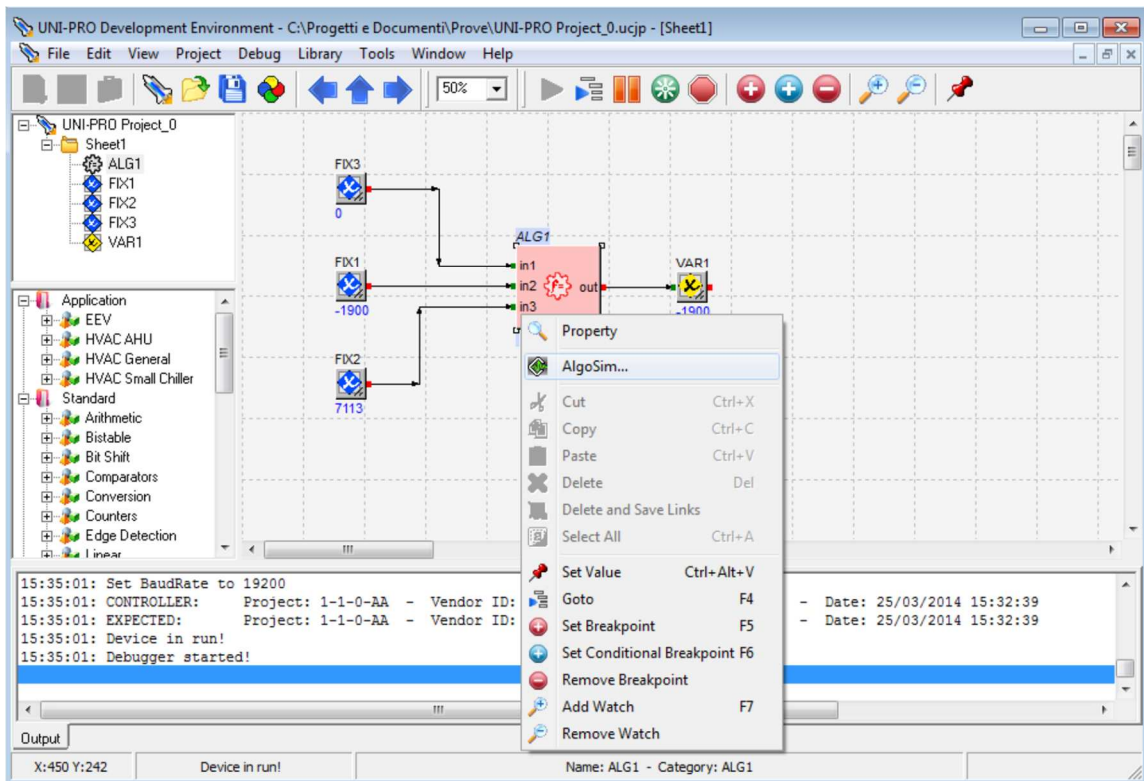 UNI-PRO Development Environment - C:\Progetti e Documenti\Prove\UNI-PRO Project_0.ucjp - [Sheet1]
File Edit View Project Debug Library Tools Window Help
50%
UNI-PRO Project_0
Sheet1
ALG1
FIX1
FIX2
FIX3
VAR1
Application
EEV
HVAC AHU
HVAC General
HVAC Small Chiller
Standard
Arithmetic
Bistable
Bit Shift
Comparators
Conversion
Counters
Edge Detection
Linear
FIX3
0
FIX1
-1900
FIX2
7113
ALG1
in1
in2
in3
f=
out
VAR1
-1900
Property
AlgoSim...
Cut Ctrl+X
Copy Ctrl+C
Paste Ctrl+V
Delete Del
Delete and Save Links
Select All Ctrl+A
Set Value Ctrl+Alt+V
Goto F4
Set Breakpoint F5
Set Conditional Breakpoint F6
Remove Breakpoint
Add Watch F7
Remove Watch
15:35:01: Set BaudRate to 19200
15:35:01: CONTROLLER: Project: 1-1-0-AA - Vendor ID: - Date: 25/03/2014 15:32:39
15:35:01: EXPECTED: Project: 1-1-0-AA - Vendor ID: - Date: 25/03/2014 15:32:39
15:35:01: Device in run!
15:35:01: Debugger started!
Output
X:450 Y:242 Device in run! Name: ALG1 - Category: ALG1